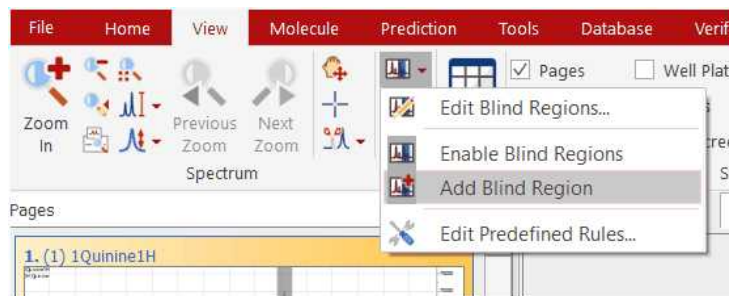 File Home View Molecule Prediction Tools Database Verif
Pages Well Plat
Edit Blind Regions...
Zoom In
Previous Zoom
Next Zoom
Enable Blind Regions
Spectrum
Add Blind Region
Pages
Edit Predefined Rules...
1. (1) 1Quinine1H